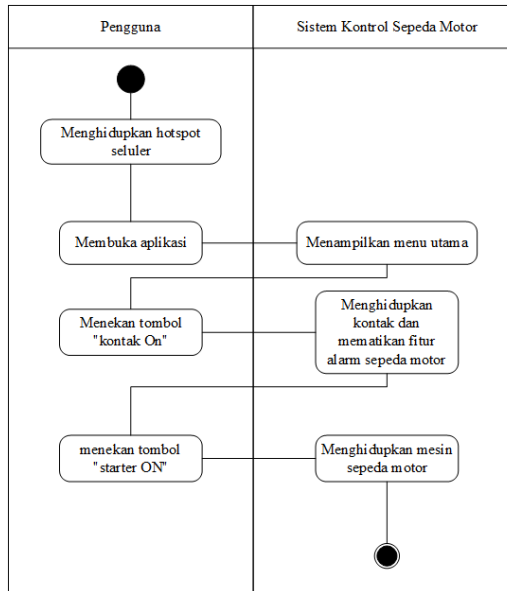 Pengguna
Sistem Kontrol Sepeda Motor
Menghidupkan hotspot
seluler
Membuka aplikasi
Menampilkan menu utama
Menekan tombol
"kontak On"
Menghidupkan
kontak dan
mematikan fitur
alarm sepeda motor
menekan tombol
"starter ON"
Menghidupkan mesin
sepeda motor